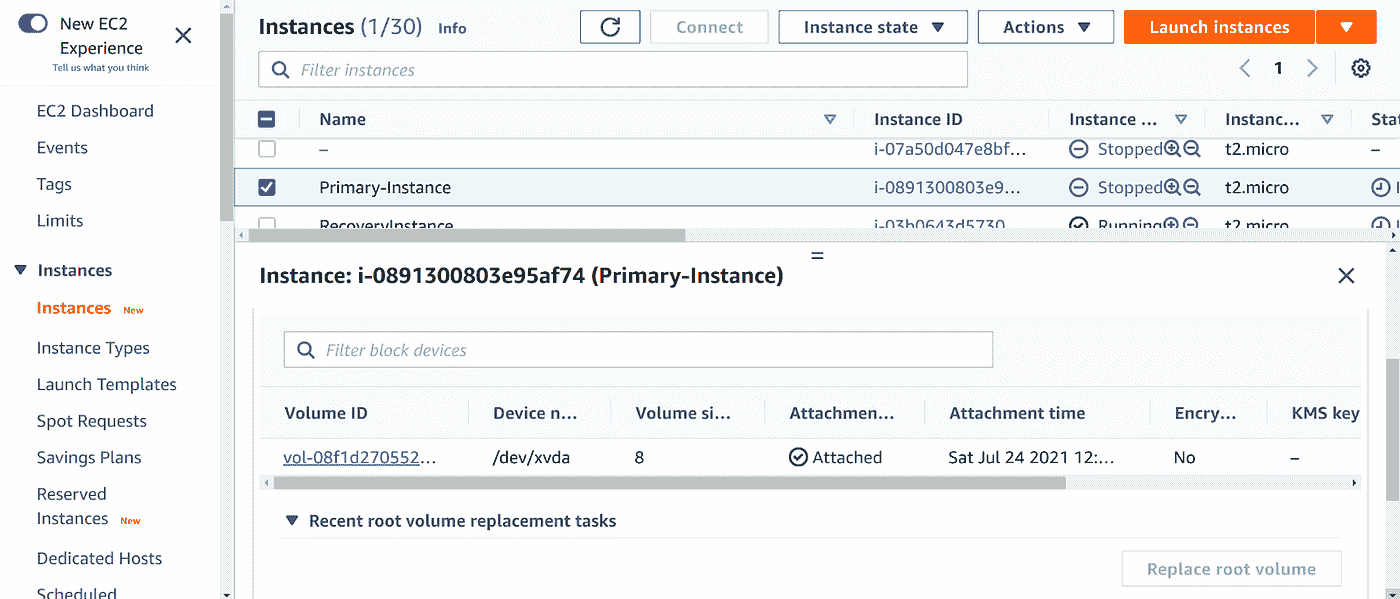 New EC2
Experience
Tell us what you think
EC2 Dashboard
Events
Tags
Limits
Instances
Instances New
Instance Types
Launch Templates
Spot Requests
Savings Plans
Reserved
Instances New
Dedicated Hosts
Scheduled
Instances (1/30) Info
Connect
Instance state
Actions
Launch instances
Filter instances
1
Name Instance ID Instance ... Instanc... Stat
– i-07a50d047e8bf... Stopped t2.micro –
Primary-Instance i-0891300803e9... Stopped t2.micro
RecoveryInstance i-03b0643d5730 Running t2.micro
Instance: i-0891300803e95af74 (Primary-Instance)
Filter block devices
Volume ID Device n... Volume si... Attachmen... Attachment time Encry... KMS key
vol-08f1d270552... /dev/xvda 8 Attached Sat Jul 24 2021 12:... No –
Recent root volume replacement tasks
Replace root volume